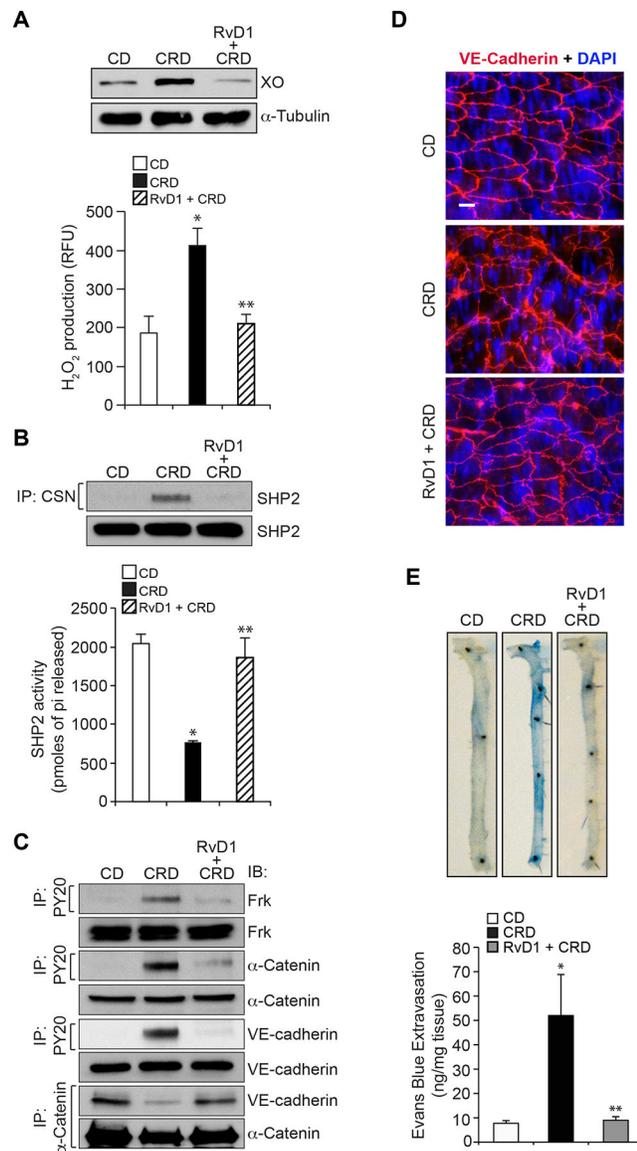 A
CD CRD RvD1 + CRD
XO
α-Tubulin
CD
CRD
RvD1 + CRD
500
400
300
200
100
0
H2O2 production (RFU)
*
**
B
CD CRD RvD1 + CRD
IP: CSN
SHP2
SHP2
CD
CRD
RvD1 + CRD
2500
2000
1500
1000
500
0
SHP2 activity
(pmoles of pi released)
*
**
C
CD CRD RvD1 + CRD IB:
IP: PY20
Frk
Frk
IP: PY20
α-Catenin
α-Catenin
IP: PY20
VE-cadherin
VE-cadherin
IP: α-Catenin
VE-cadherin
α-Catenin
D
VE-Cadherin + DAPI
CD
CRD
RvD1 + CRD
E
CD CRD RvD1 + CRD
CD
CRD
RvD1 + CRD
80
70
60
50
40
30
20
10
0
Evans Blue Extravasation
(ng/mg tissue)
*
**